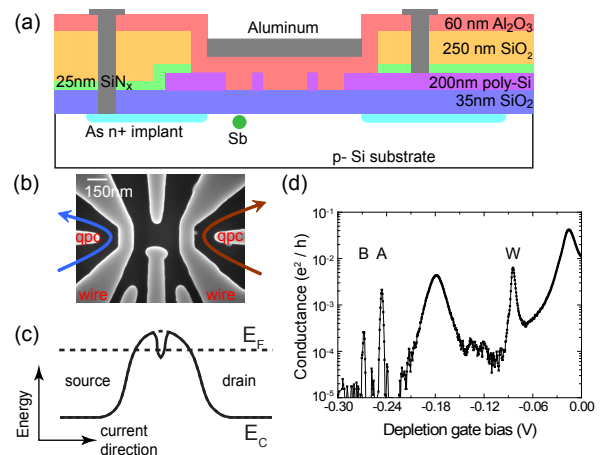 (a)
Aluminum
60 nm Al₂O₃
250 nm SiO₂
25nm SiNₓ
200nm poly-Si
35nm SiO₂
As n+ implant
Sb
p- Si substrate
(b)
150nm
qpc
qpc
wire
wire
(c)
E_F
source
drain
E_C
Energy
current
direction
(d)
Conductance (e² / h)
10⁻¹
10⁻²
10⁻³
10⁻⁴
10⁻⁵
B A
W
-0.30 -0.24 -0.18 -0.12 -0.06 0.00
Depletion gate bias (V)